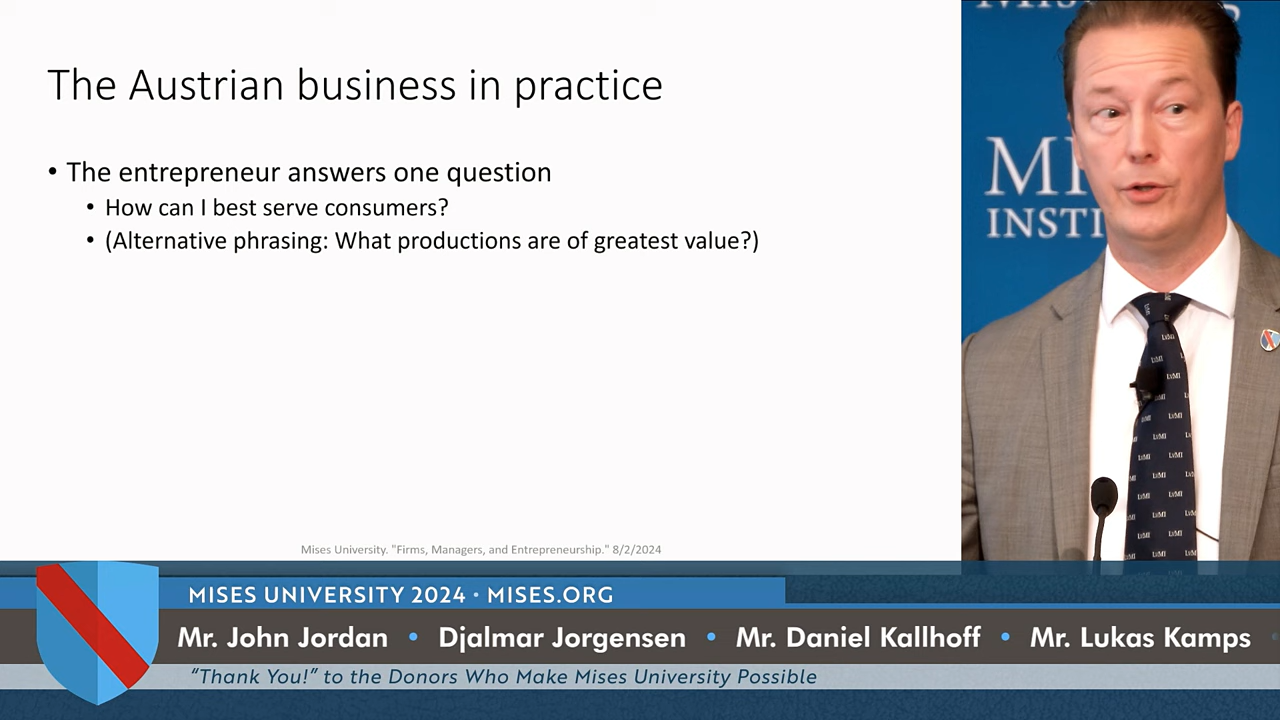 The Austrian business in practice
• The entrepreneur answers one question
• How can I best serve consumers?
• (Alternative phrasing: What productions are of greatest value?)
Mises University. "Firms, Managers, and Entrepreneurship." 8/2/2024
MI
INSTI
LvMI
MISES UNIVERSITY 2024 • MISES.ORG
Mr. John Jordan • Djalmar Jorgensen • Mr. Daniel Kallhoff • Mr. Lukas Kamps
“Thank You!” to the Donors Who Make Mises University Possible